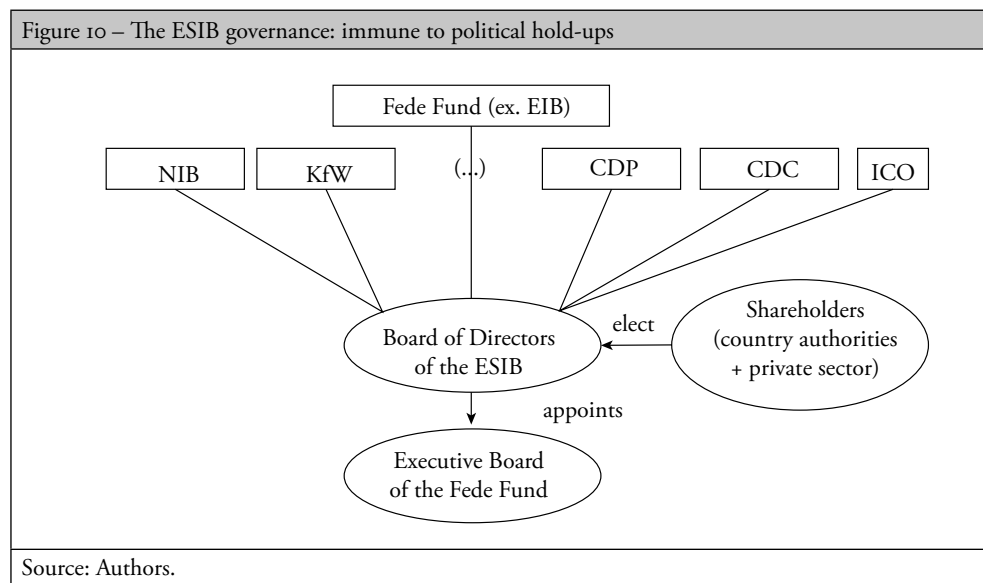 Figure 10 – The ESIB governance: immune to political hold-ups
Fede Fund (ex. EIB)
NIB
KfW
(...)
CDP
CDC
ICO
Board of Directors
of the ESIB
elect
Shareholders
(country authorities
+ private sector)
appoints
Executive Board
of the Fede Fund
Source: Authors.